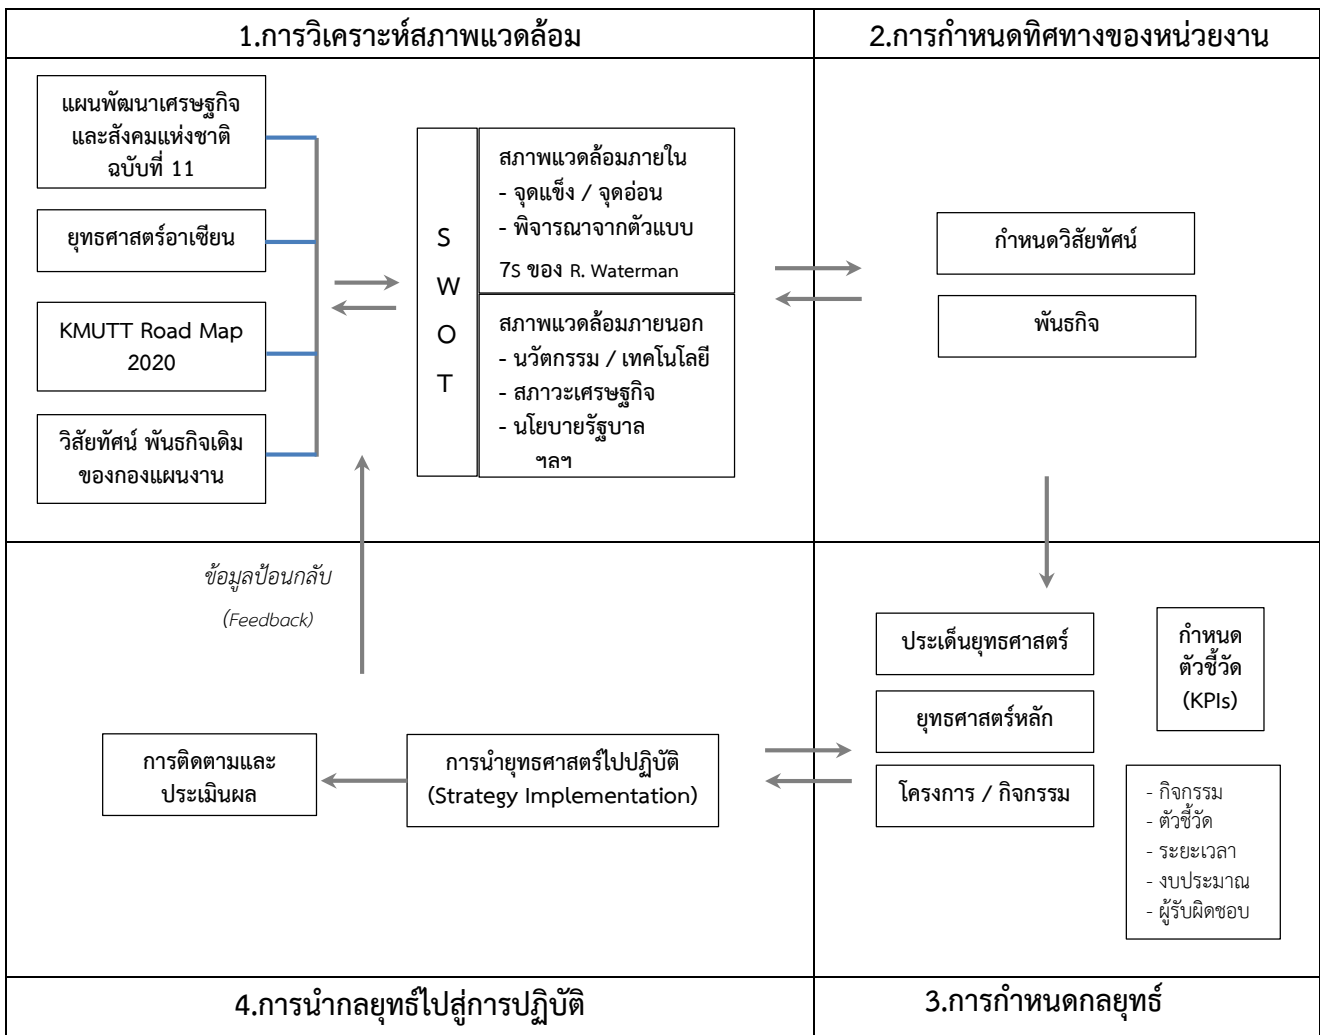 1.การวิเคราะห์สภาพแวดล้อม
2.การกำหนดทิศทางของหน่วยงาน
แผนพัฒนาเศรษฐกิจ
และสังคมแห่งชาติ
ฉบับที่ 11
ยุทธศาสตร์อาเซียน
KMUTT Road Map
2020
วิสัยทัศน์ พันธกิจเดิม
ของกองแผนงาน
S
W
O
T
สภาพแวดล้อมภายใน
- จุดแข็ง / จุดอ่อน
- พิจารณาจากตัวแบบ
7S ของ R. Waterman
สภาพแวดล้อมภายนอก
- นวัตกรรม / เทคโนโลยี
- สภาวะเศรษฐกิจ
- นโยบายรัฐบาล
ฯลฯ
กำหนดวิสัยทัศน์
พันธกิจ
ข้อมูลป้อนกลับ
(Feedback)
การติดตามและ
ประเมินผล
การนำยุทธศาสตร์ไปปฏิบัติ
(Strategy Implementation)
ประเด็นยุทธศาสตร์
ยุทธศาสตร์หลัก
โครงการ / กิจกรรม
กำหนด
ตัวชี้วัด
(KPIs)
- กิจกรรม
- ตัวชี้วัด
- ระยะเวลา
- งบประมาณ
- ผู้รับผิดชอบ
4.การนำกลยุทธ์ไปสู่การปฏิบัติ
3.การกำหนดกลยุทธ์